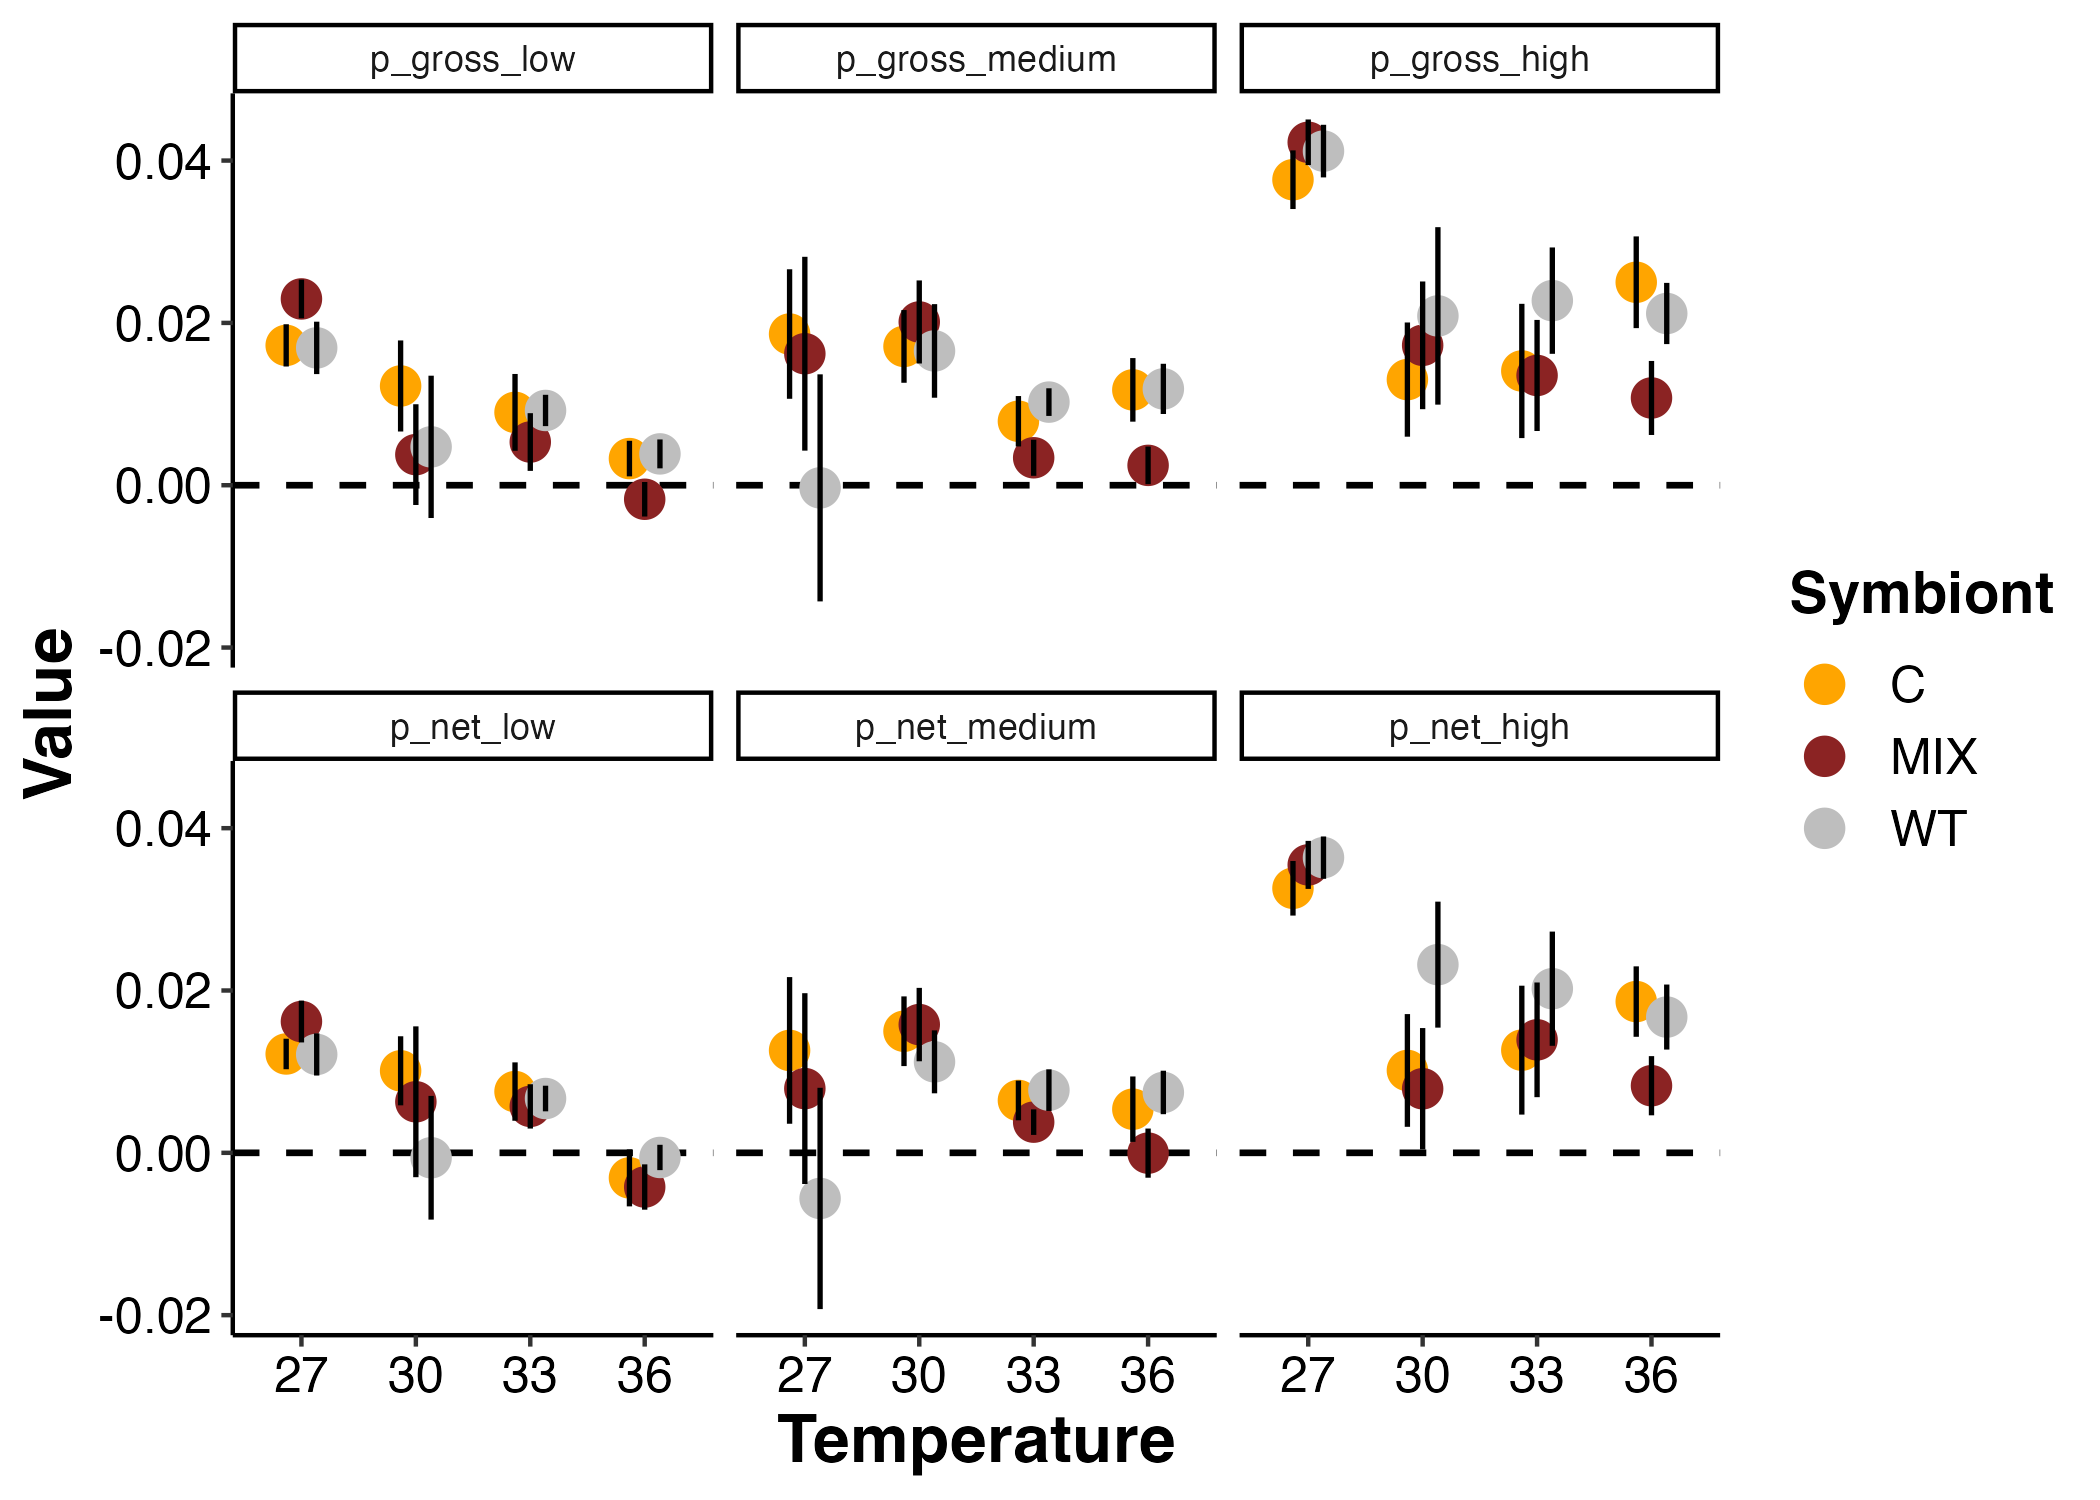 p_gross_low p_gross_medium p_gross_high
0.04
0.02
0.00
-0.02
p_net_low p_net_medium p_net_high
0.04
0.02
0.00
-0.02
27 30 33 36 27 30 33 36 27 30 33 36
Temperature
Value
Symbiont
C
MIX
WT